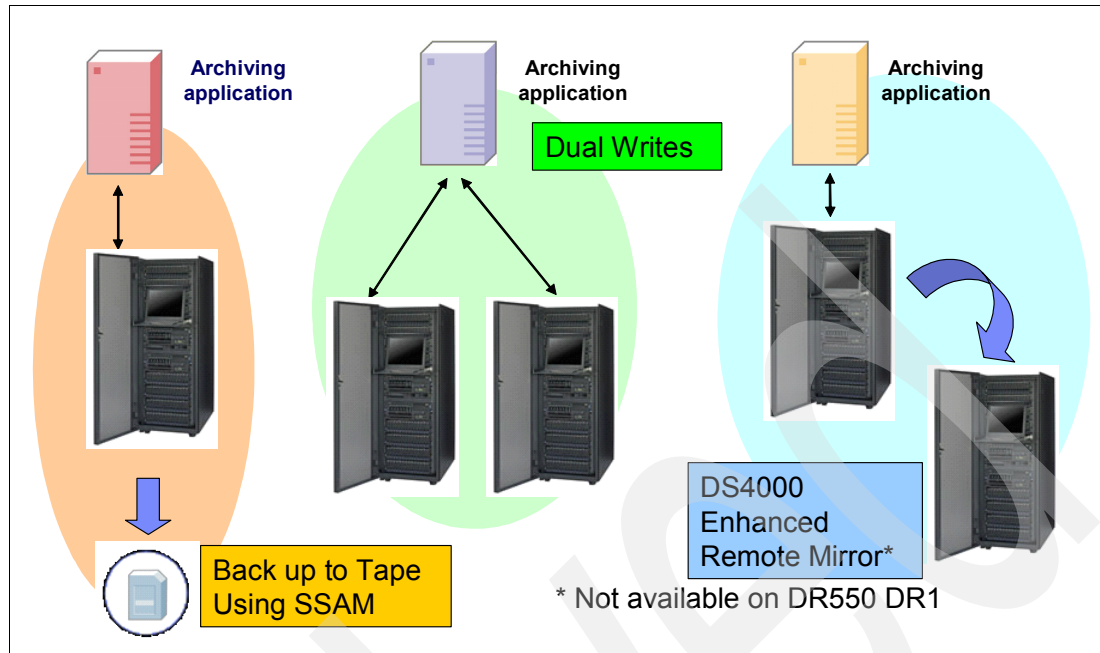 Archiving
application
Archiving
application
Archiving
application
Dual Writes
Back up to Tape
Using SSAM
DS4000
Enhanced
Remote Mirror*
* Not available on DR550 DR1